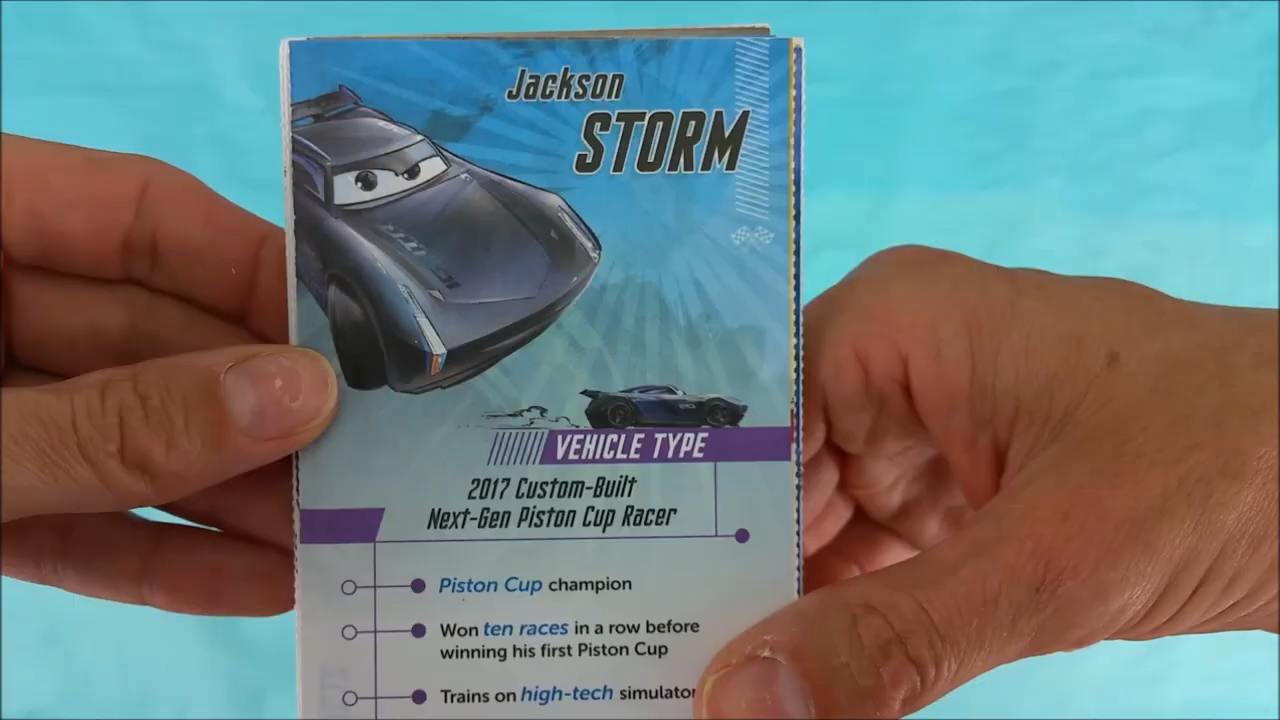 Jackson
STORM
VEHICLE TYPE
2017 Custom-Built
Next-Gen Piston Cup Racer
Piston Cup champion
Won ten races in a row before
winning his first Piston Cup
Trains on high-tech